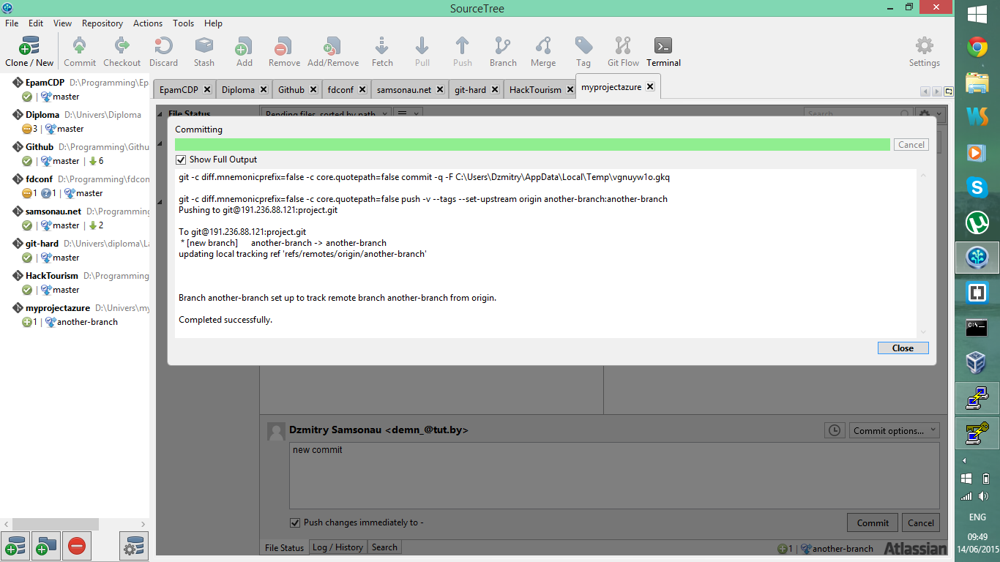 SourceTree
File Edit View Repository Actions Tools Help
Clone / New Commit Checkout Discard Stash Add Remove Add/Remove Fetch Pull Push Branch Merge Tag Git Flow Terminal Settings
EpamCDP Diploma Github fdconf samsonau.net git-hard HackTourism myprojectazure
EpamCDP D:\Programming\Ep
master
Diploma D:\Univers\Diploma
3 | master
Github D:\Programming\Githu
master | 6
fdconf D:\Programming\fdcon
1 1 | master
samsonau.net D:\Programming
master | 2
git-hard D:\Univers\diploma\La
master
HackTourism D:\Programming
master
myprojectazure D:\Univers\my
1 | another-branch
File Status Pending files, sorted by path Search
Committing
Cancel
Show Full Output
git -c diff.mnemonicprefix=false -c core.quotepath=false commit -q -F C:\Users\Dzmitry\AppData\Local\Temp\vgnuyw1o.gkq
git -c diff.mnemonicprefix=false -c core.quotepath=false push -v --tags --set-upstream origin another-branch:another-branch
Pushing to git@191.236.88.121:project.git
To git@191.236.88.121:project.git
* [new branch] another-branch -> another-branch
updating local tracking ref 'refs/remotes/origin/another-branch'
Branch another-branch set up to track remote branch another-branch from origin.
Completed successfully.
Close
Dzmitry Samsonau <demn_@tut.by>
Commit options...
new commit
Push changes immediately to -
Commit Cancel
File Status Log / History Search
1 | another-branch Atlassian
ENG
09:49
14/06/2015